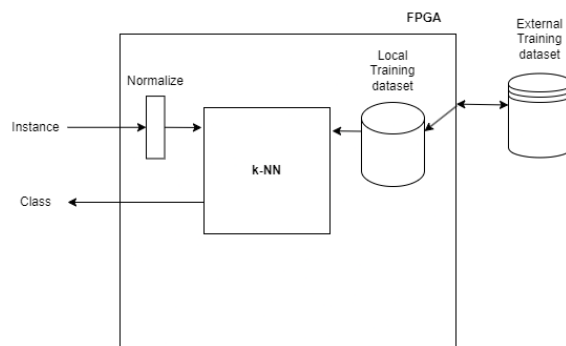 FPGA
External
Training
dataset
Local
Training
dataset
Normalize
Instance
k-NN
Class